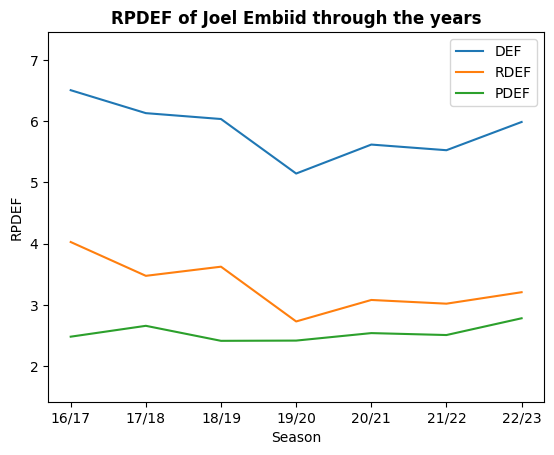 RPDEF of Joel Embiid through the years
DEF
RDEF
PDEF
7
6
5
4
3
2
RPDEF
16/17 17/18 18/19 19/20 20/21 21/22 22/23
Season